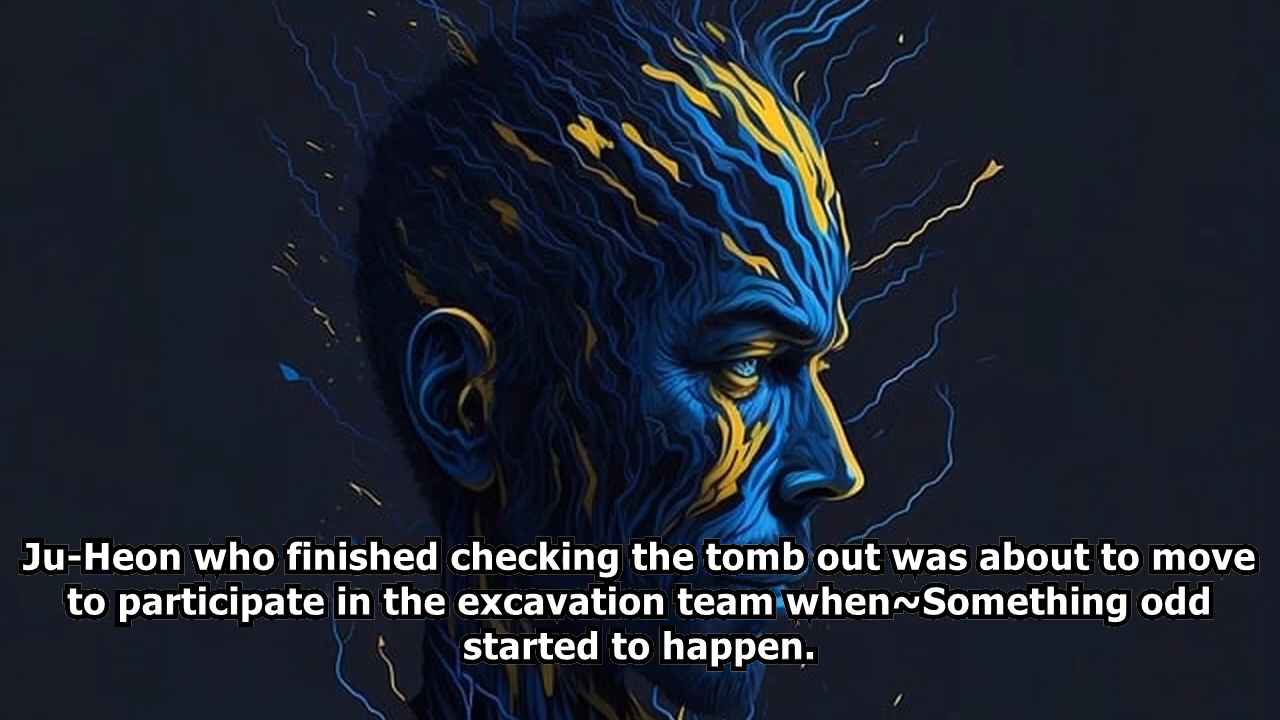 Ju-Heon who finished checking the tomb out was about to move
to participate in the excavation team when~Something odd
started to happen.